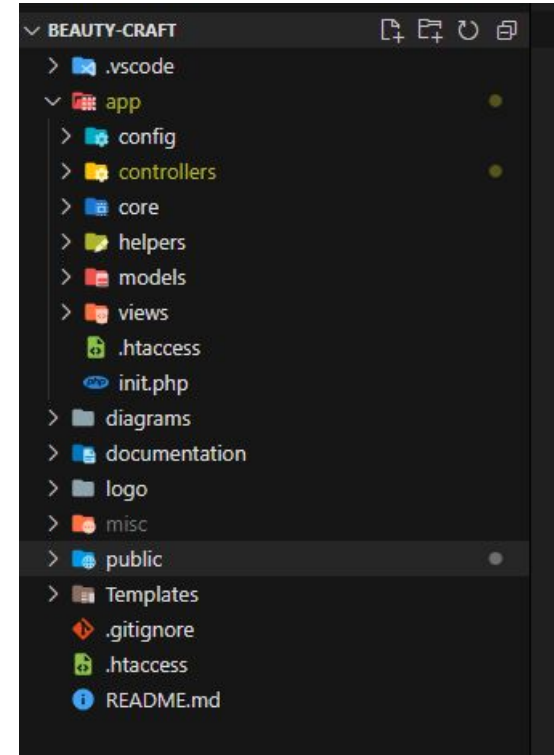 BEAUTY-CRAFT
.vscode
app
config
controllers
core
helpers
models
views
.htaccess
php init.php
diagrams
documentation
logo
misc
public
Templates
.gitignore
.htaccess
README.md